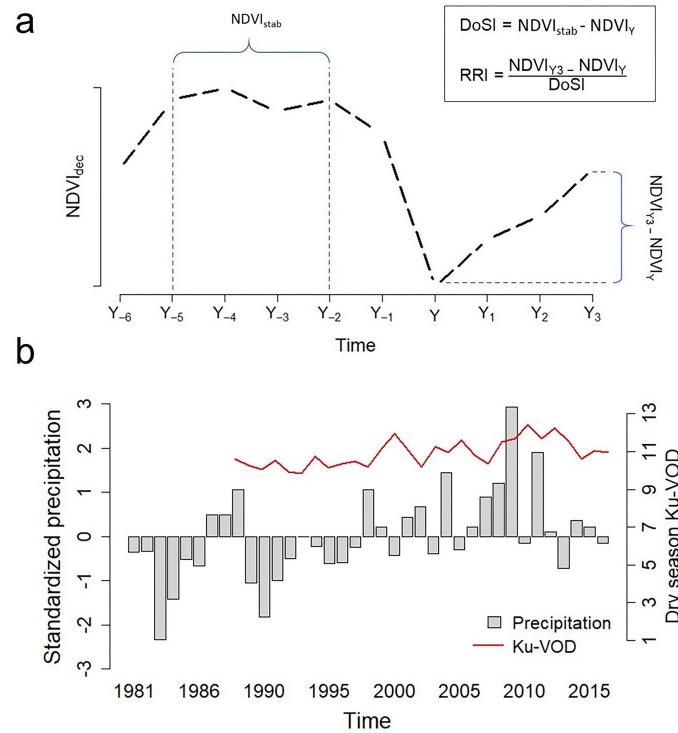 a
NDVIstab
DoSI = NDVIstab - NDVIY
RRI = NDVIY3 – NDVIY
DoSI
NDVIdec
NDVIY3 - NDVIY
Y–6 Y–5 Y–4 Y–3 Y–2 Y–1 Y Y1 Y2 Y3
Time
b
Standardized precipitation
3
2
1
0
-1
-2
-3
13
11
9
7
5
3
1
Dry season Ku-VOD
Precipitation
Ku-VOD
1981 1986 1990 1995 2000 2005 2010 2015
Time